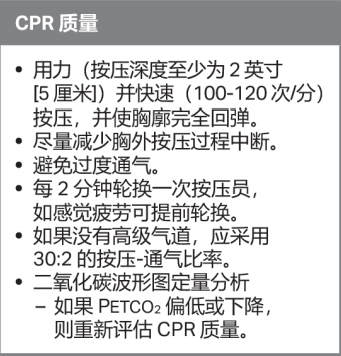 CPR 质量
• 用力（按压深度至少为 2 英寸
[5 厘米]）并快速（100-120 次/分）
按压，并使胸廓完全回弹。
• 尽量减少胸外按压过程中断。
• 避免过度通气。
• 每 2 分钟轮换一次按压员，
如感觉疲劳可提前轮换。
• 如果没有高级气道，应采用
30:2 的按压-通气比率。
• 二氧化碳波形图定量分析
– 如果 PETCO₂ 偏低或下降，
则重新评估 CPR 质量。